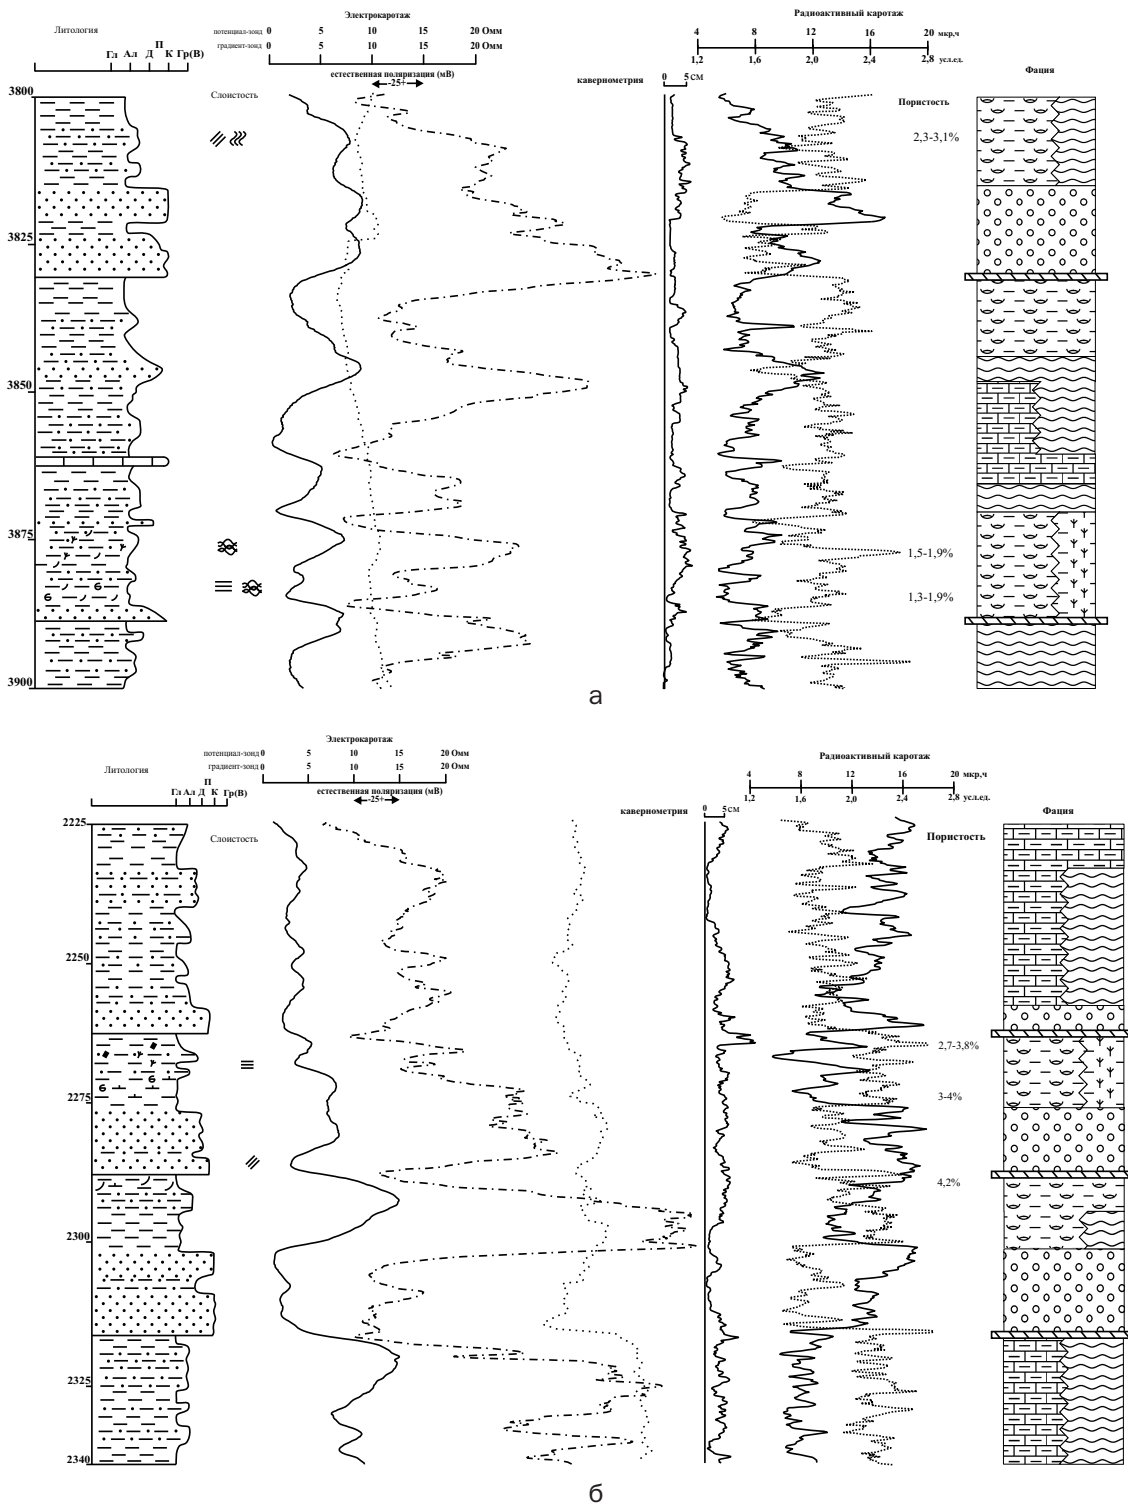 Электрокаротаж
Радиоактивный каротаж
Литология
потенциал-зонд 0 5 10 15 20 Омм
4 8 12 16 20 мкр,ч
градиент-зонд 0 5 10 15 20 Омм
П
Гл Ал Д К Гр(В)
1,2 1,6 2,0 2,4 2,8 усл.ед.
Фация
естественная поляризация (мВ)
-25+
кавернометрия 0 5 см
3800
Слоистость
Пористость
2,3-3,1%
3825
3850
3875
1,5-1,9%
1,3-1,9%
3900
а
Электрокаротаж
потенциал-зонд 0 5 10 15 20 Омм
Радиоактивный каротаж
Литология
градиент-зонд 0 5 10 15 20 Омм
4 8 12 16 20 мкр,ч
П
Гл Ал Д К Гр(В)
естественная поляризация (мВ)
1,2 1,6 2,0 2,4 2,8 усл.ед.
-25+
кавернометрия 0 5 см
Фация
2225
Слоистость
Пористость
2250
2,7-3,8%
2275
3-4%
4,2%
2300
2325
2340
б